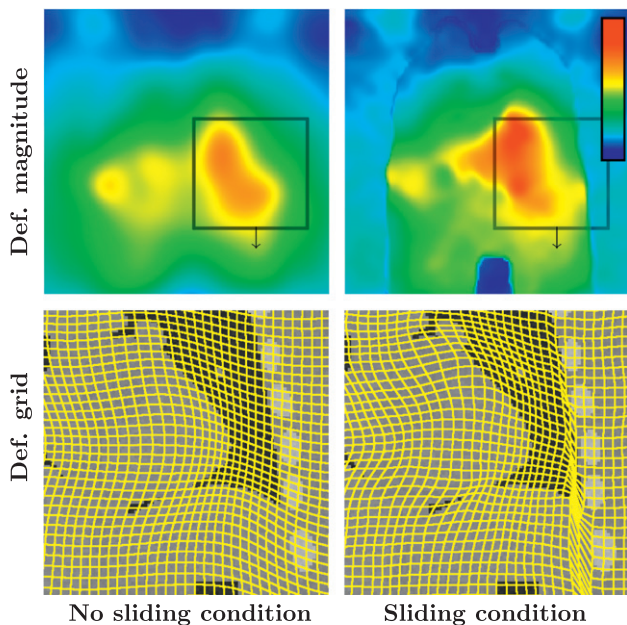 Def. magnitude
Def. grid
No sliding condition
Sliding condition